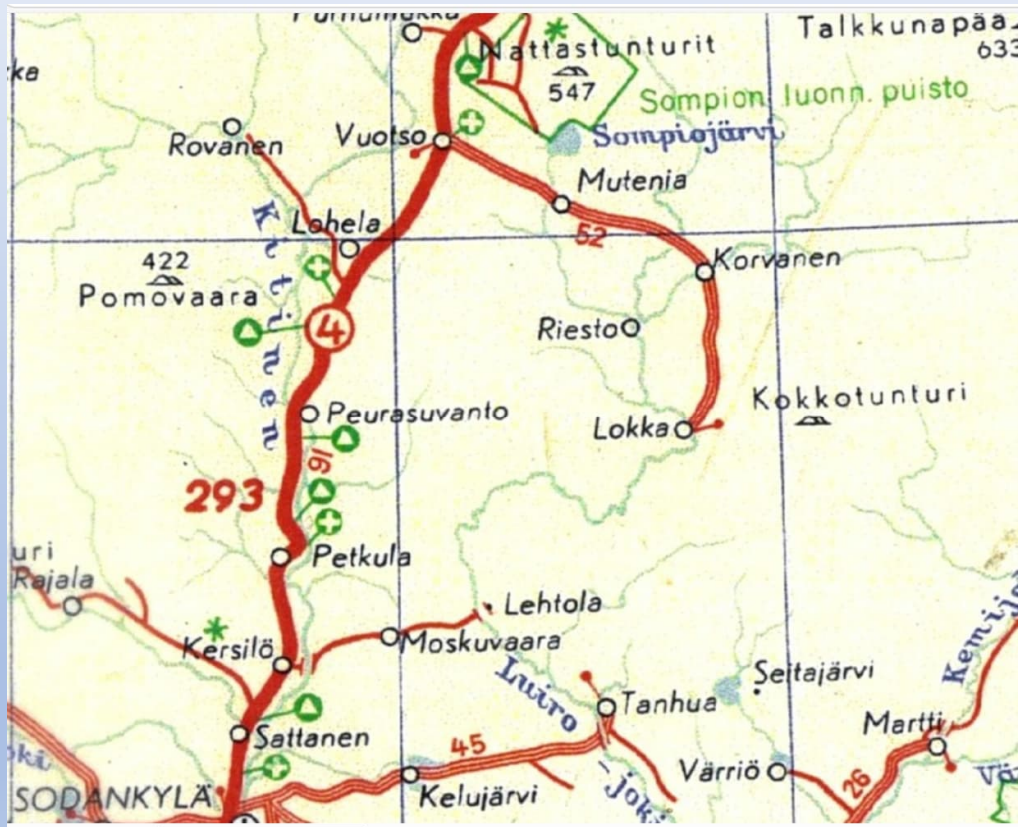 Talkkunapää
633
Nattastunturit
547
Sompion luonn. puisto
Vuotso
Sompiojärvi
Rovanen
Mutenia
Kitinen
Lohela
52
422
Korvanen
Pomovaara
4
Riesto
Peurasuvanto
Kokkotunturi
Lokka
91
293
Petkula
uri
Rajala
Lehtola
Kersilö
Moskuvaara
Luiro
Seitajärvi
Tanhua
Martti
Sattanen
45
Värriö
26
SODANKYLÄ
Kelujärvi
-joki